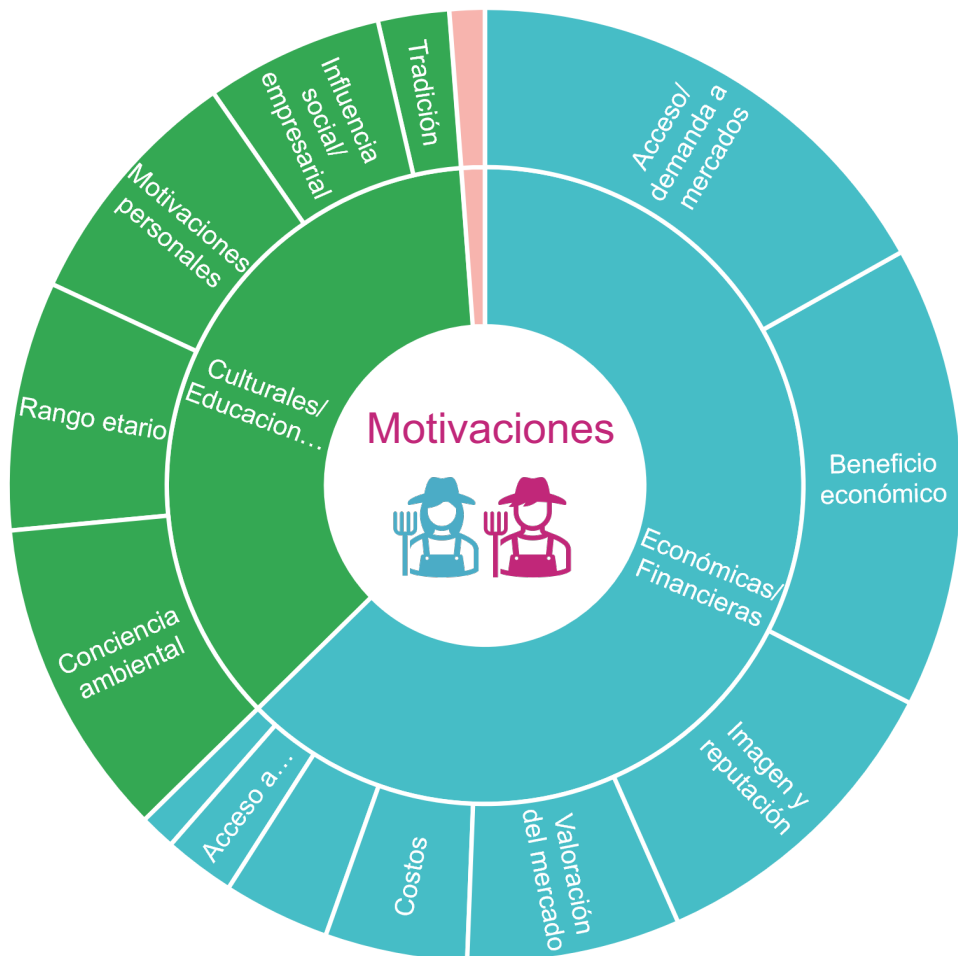 Motivaciones
Económicas/
Financieras
Acceso/
demanda a
mercados
Beneficio
económico
Imagen y
reputación
Valoración
del mercado
Costos
Acceso a…
Culturales/
Educacion…
Conciencia
ambiental
Rango etario
Motivaciones
personales
Influencia
social/
empresarial
Tradición